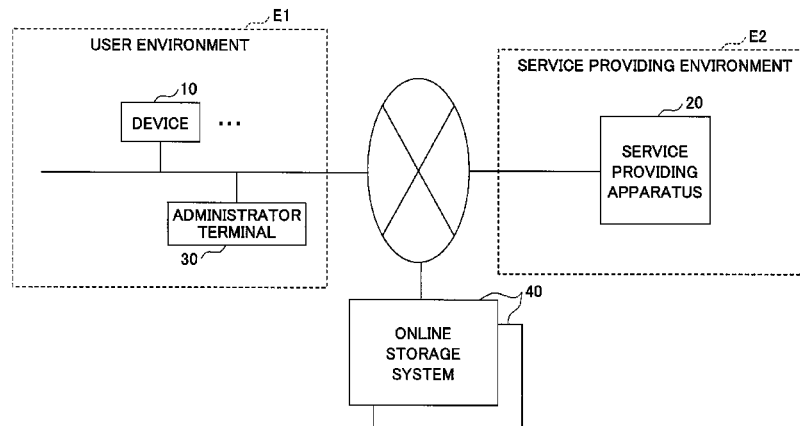 E1
E2
USER ENVIRONMENT
SERVICE PROVIDING ENVIRONMENT
10
20
DEVICE
...
SERVICE
PROVIDING
APPARATUS
ADMINISTRATOR
TERMINAL
30
40
ONLINE
STORAGE
SYSTEM